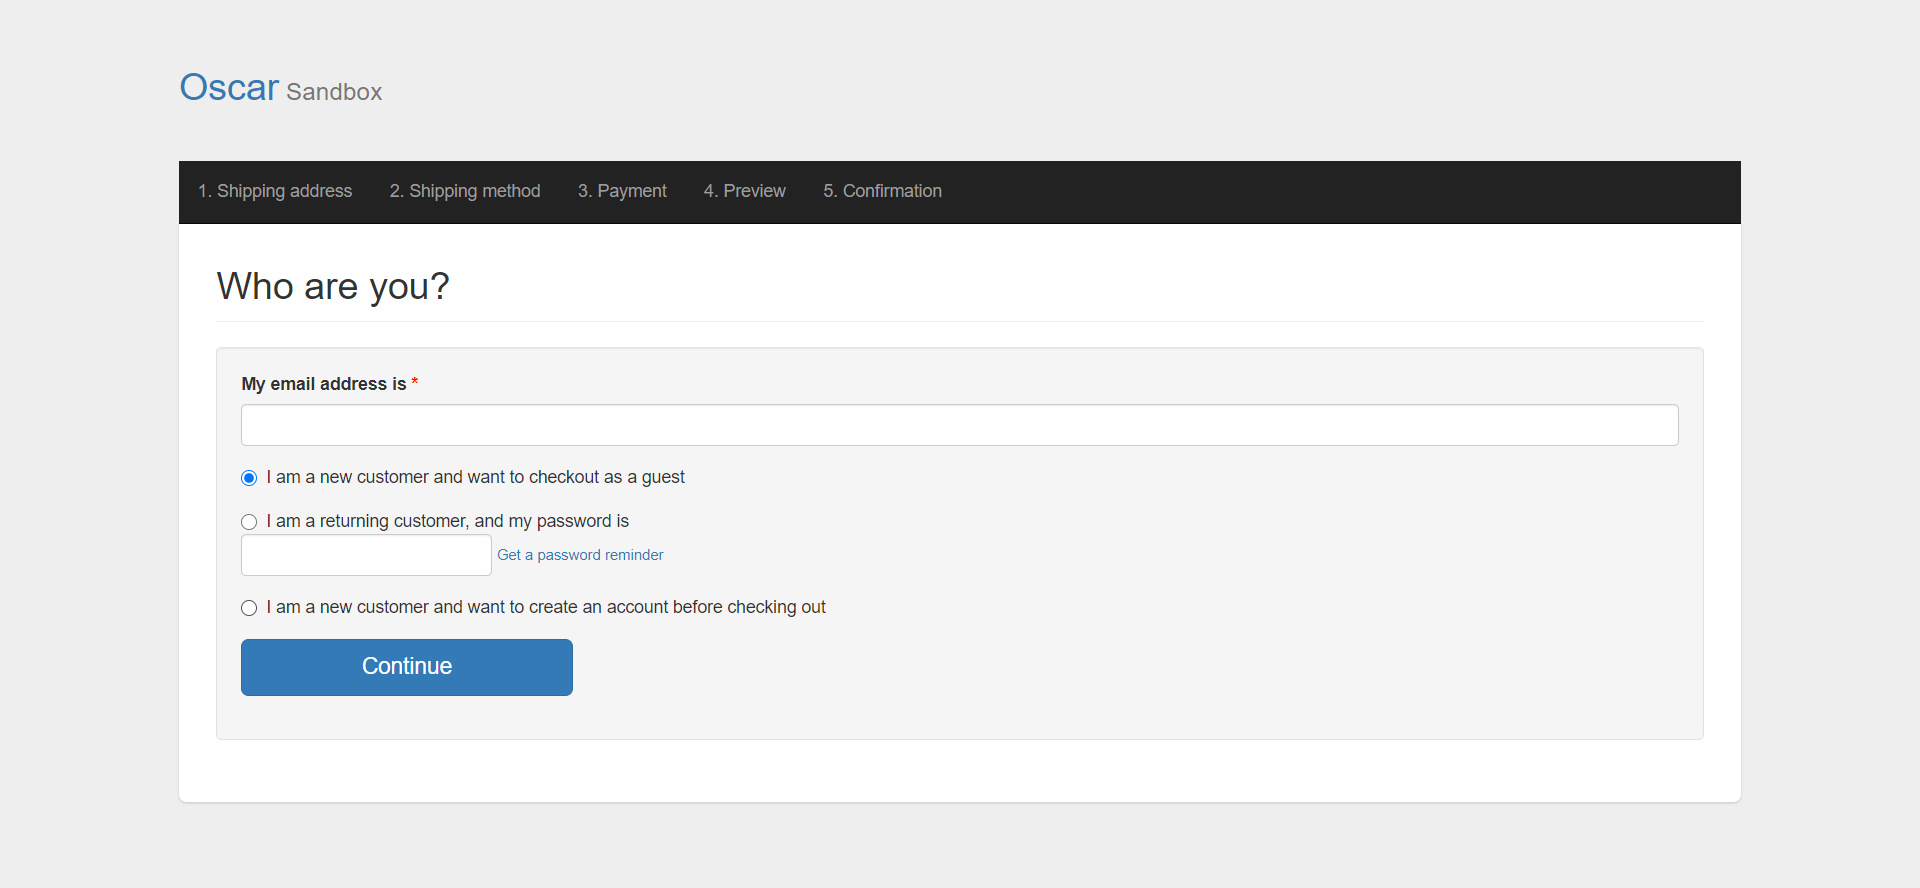 Oscar Sandbox
1. Shipping address 2. Shipping method 3. Payment 4. Preview 5. Confirmation
Who are you?
My email address is *
I am a new customer and want to checkout as a guest
I am a returning customer, and my password is
Get a password reminder
I am a new customer and want to create an account before checking out
Continue